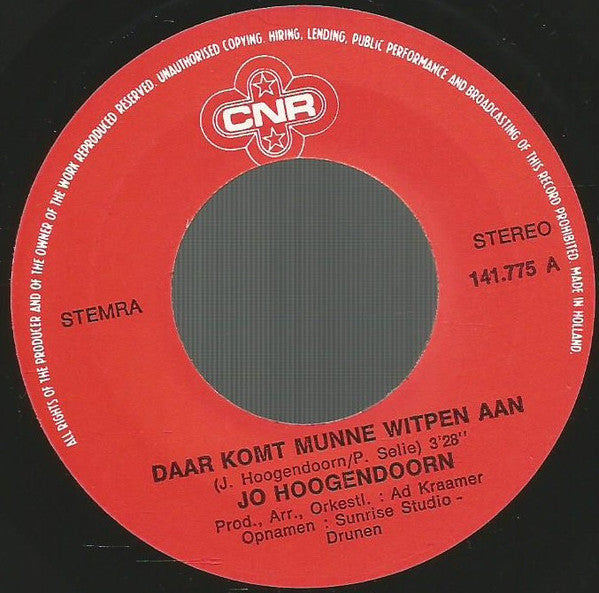 ALL RIGHTS OF THE PRODUCER AND OF THE OWNER OF THE WORK REPRODUCED RESERVED. UNAUTHORISED COPYING, HIRING, LENDING, PUBLIC PERFORMANCE AND BROADCASTING OF THIS RECORD PROHIBITED. MADE IN HOLLAND.
CNR
STEREO
141.775 A
STEMRA
DAAR KOMT MUNNE WITPEN AAN
(J. Hoogendoorn/P. Selie) 3'28"
JO HOOGENDOORN
Prod., Arr., Orkestl. : Ad Kraamer
Opnamen : Sunrise Studio -
Drunen